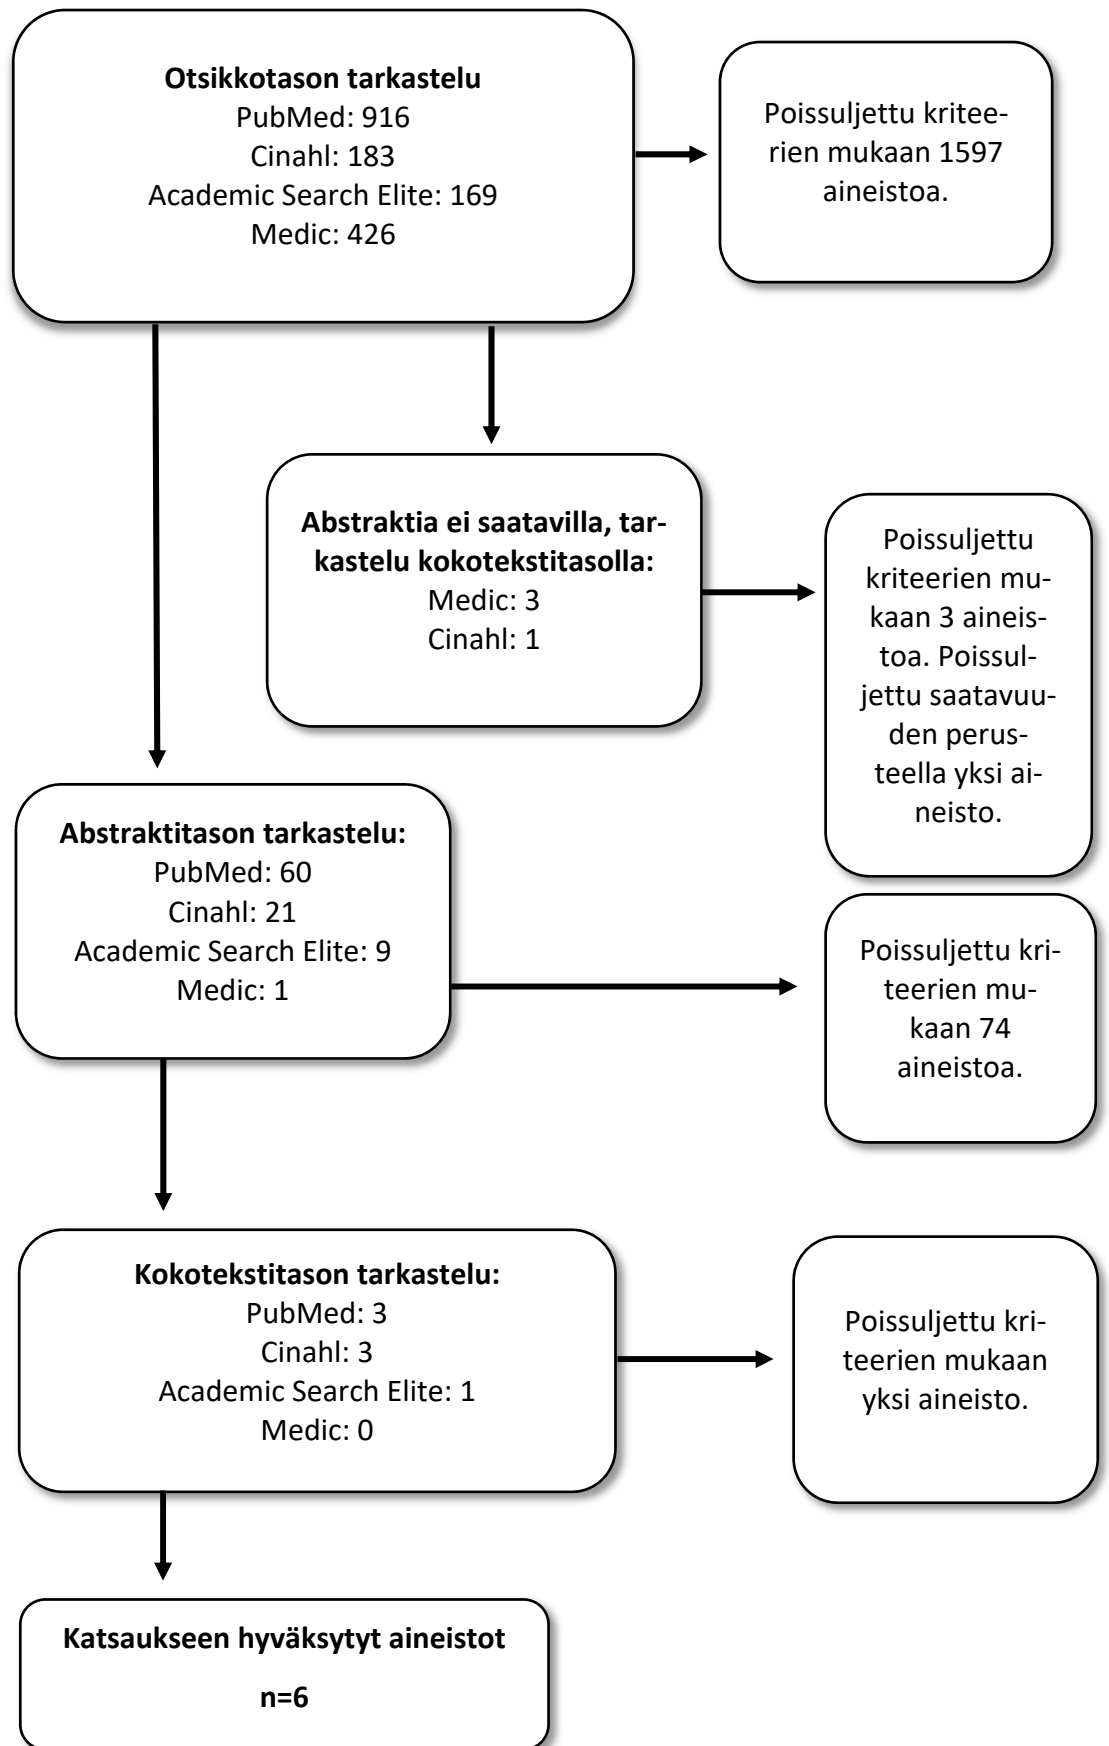 Otsikkotason tarkastelu
PubMed: 916
Cinahl: 183
Academic Search Elite: 169
Medic: 426
Poissuljettu kritee-
rien mukaan 1597
aineistoa.
Abstraktia ei saatavilla, tar-
kastelu kokotekstitasolla:
Medic: 3
Cinahl: 1
Poissuljettu
kriteerien mu-
kaan 3 aineis-
toa. Poissul-
jettu saatavuu-
den perus-
teella yksi ai-
neisto.
Abstraktitason tarkastelu:
PubMed: 60
Cinahl: 21
Academic Search Elite: 9
Medic: 1
Poissuljettu kri-
teerien mu-
kaan 74
aineistoa.
Kokotekstitason tarkastelu:
PubMed: 3
Cinahl: 3
Academic Search Elite: 1
Medic: 0
Poissuljettu kri-
teerien mukaan
yksi aineisto.
Katsaukseen hyväksytyt aineistot
n=6